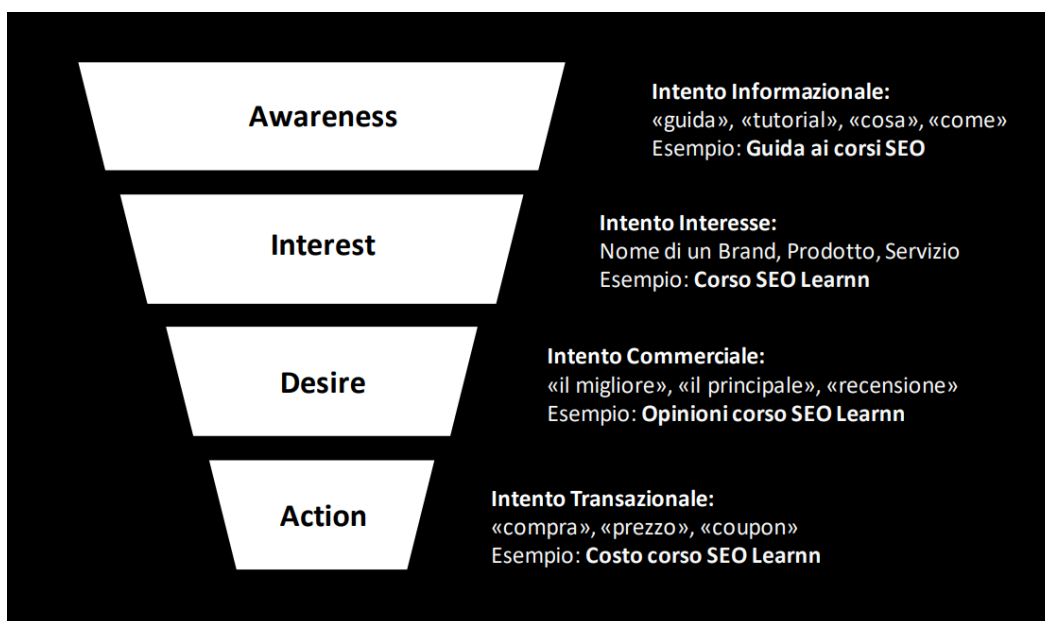 Awareness
Intento Informazionale:
«guida», «tutorial», «cosa», «come»
Esempio: Guida ai corsi SEO
Interest
Intento Interesse:
Nome di un Brand, Prodotto, Servizio
Esempio: Corso SEO Learnn
Desire
Intento Commerciale:
«il migliore», «il principale», «recensione»
Esempio: Opinioni corso SEO Learnn
Action
Intento Transazionale:
«compra», «prezzo», «coupon»
Esempio: Costo corso SEO Learnn